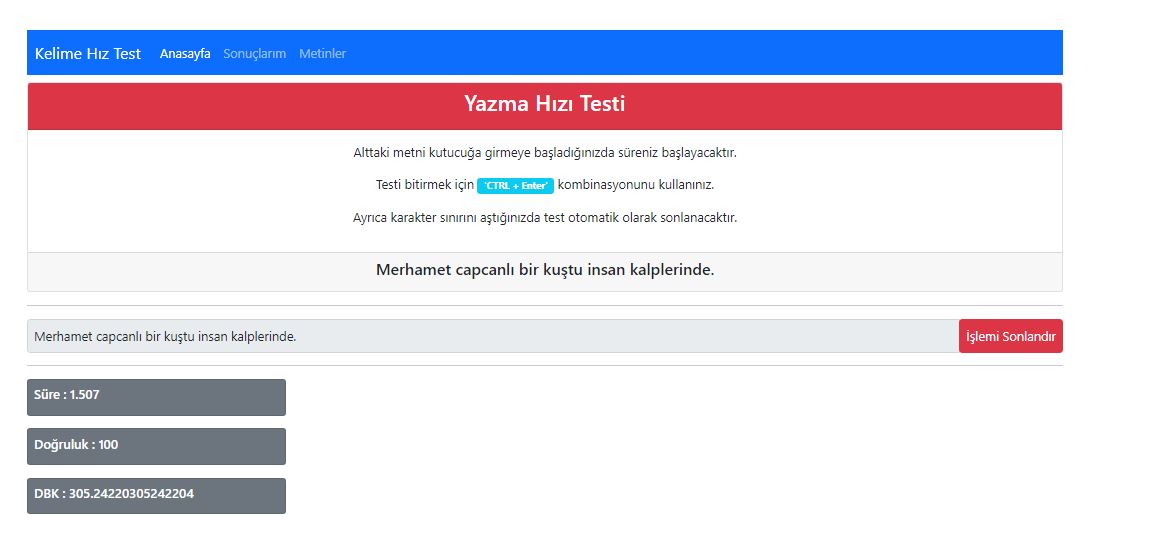 Kelime Hız Test Anasayfa Sonuçlarım Metinler
Yazma Hızı Testi
Alttaki metni kutucuğa girmeye başladığınızda süreniz başlayacaktır.
Testi bitirmek için 'CTRL + Enter' kombinasyonunu kullanınız.
Ayrıca karakter sınırını aştığınızda test otomatik olarak sonlanacaktır.
Merhamet capcanlı bir kuştu insan kalplerinde.
Merhamet capcanlı bir kuştu insan kalplerinde. İşlemi Sonlandır
Süre : 1.507
Doğruluk : 100
DBK : 305.24220305242204